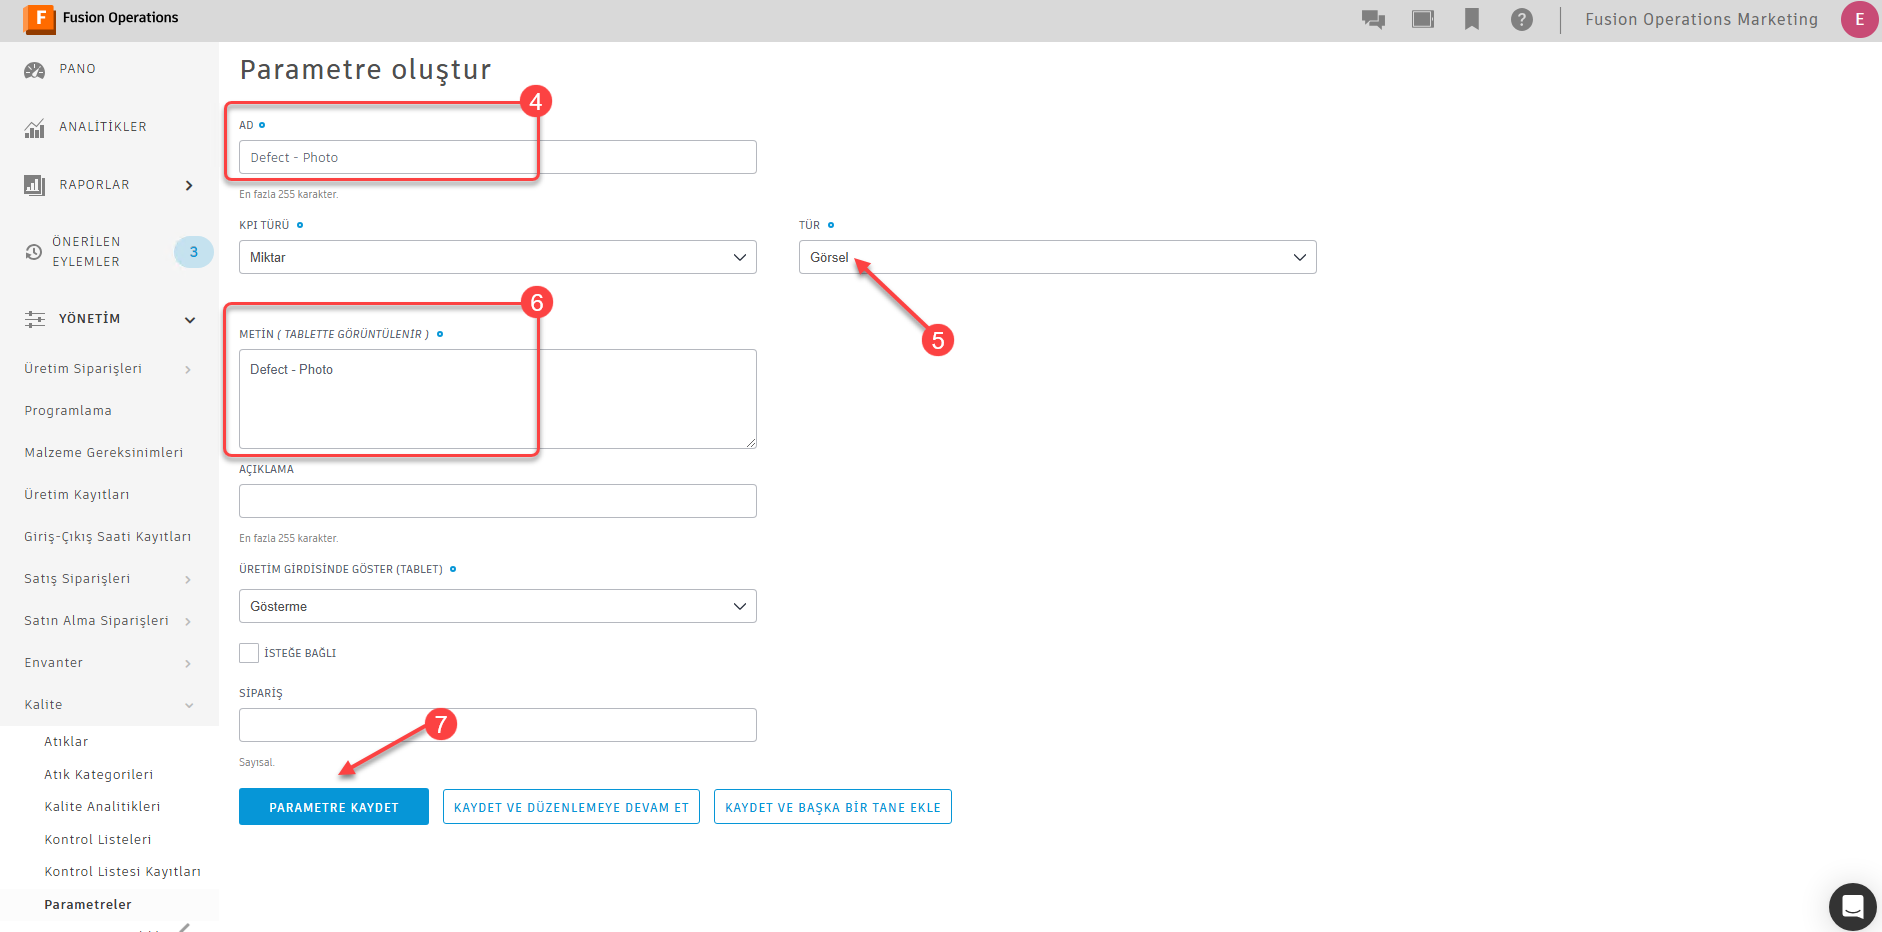 F Fusion Operations
? Fusion Operations Marketing E
PANO
ANALİTİKLER
RAPORLAR
ÖNERİLEN
EYLEMLER
3
YÖNETİM
Üretim Siparişleri
Programlama
Malzeme Gereksinimleri
Üretim Kayıtları
Giriş-Çıkış Saati Kayıtları
Satış Siparişleri
Satın Alma Siparişleri
Envanter
Kalite
Atıklar
Atık Kategorileri
Kalite Analitikleri
Kontrol Listeleri
Kontrol Listesi Kayıtları
Parametreler
Parametre oluştur
4
AD
Defect - Photo
En fazla 255 karakter.
KPI TÜRÜ
Miktar
TÜR
Görsel
5
6
METİN ( TABLETTE GÖRÜNTÜLENİR )
Defect - Photo
AÇIKLAMA
En fazla 255 karakter.
ÜRETİM GİRDİSİNDE GÖSTER (TABLET)
Gösterme
İSTEĞE BAĞLI
SİPARİŞ
7
Sayısal.
PARAMETRE KAYDET
KAYDET VE DÜZENLEMEYE DEVAM ET
KAYDET VE BAŞKA BİR TANE EKLE